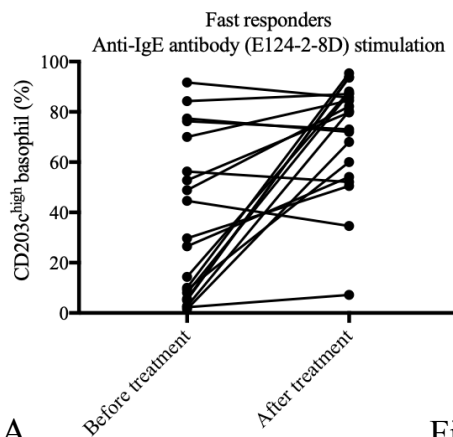 Fast responders
Anti-IgE antibody (E124-2-8D) stimulation
CD203c^high basophil (%)
100
80
60
40
20
0
Before treatment
After treatment
A